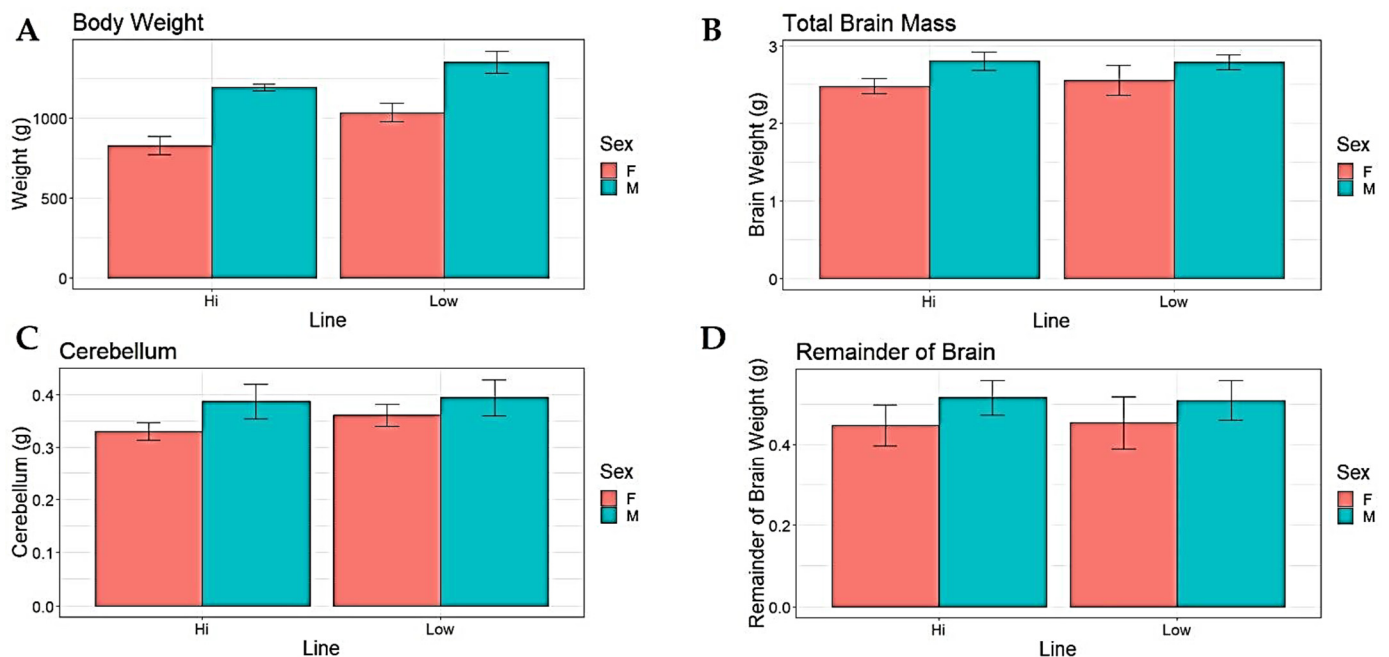 A
Body Weight
Weight (g)
1000
500
0
Hi
Low
Line
Sex
F
M
B
Total Brain Mass
Brain Weight (g)
3
2
1
0
Hi
Low
Line
Sex
F
M
C
Cerebellum
Cerebellum (g)
0.4
0.3
0.2
0.1
0.0
Hi
Low
Line
Sex
F
M
D
Remainder of Brain
Remainder of Brain Weight (g)
0.4
0.2
0.0
Hi
Low
Line
Sex
F
M